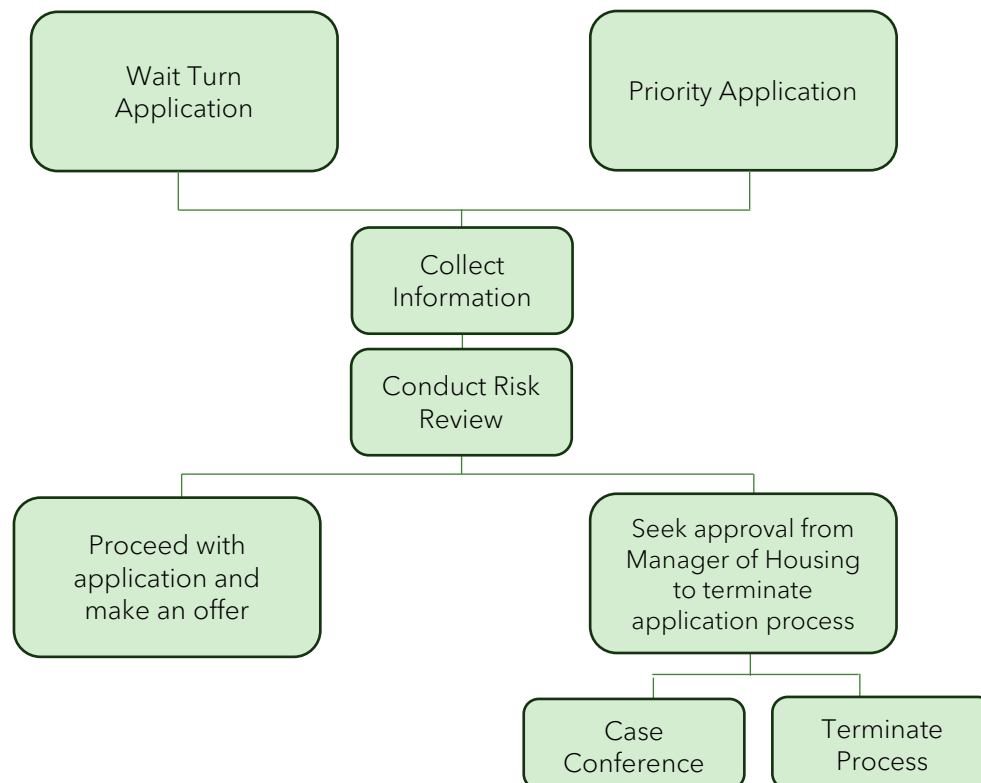 Wait Turn
Application
Priority Application
Collect
Information
Conduct Risk
Review
Proceed with
application and
make an offer
Seek approval from
Manager of Housing
to terminate
application process
Case
Conference
Terminate
Process